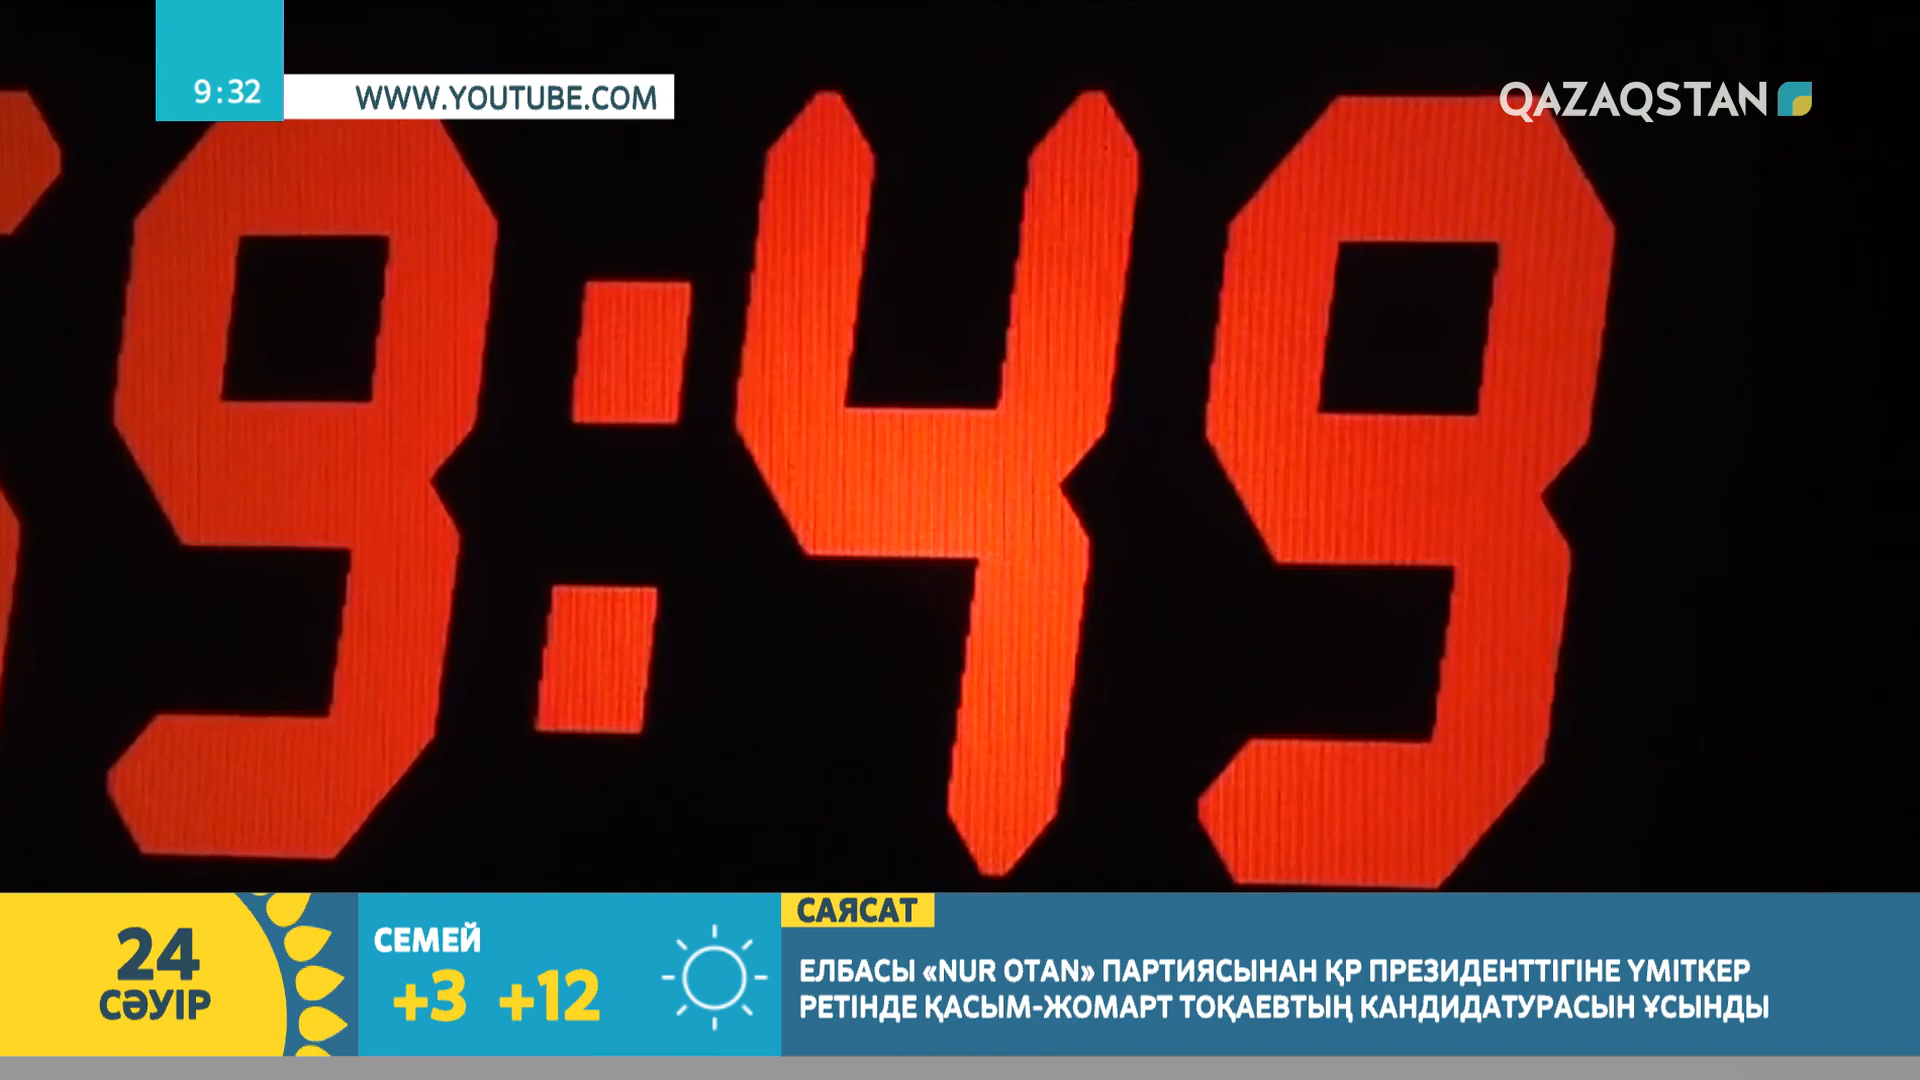 9:32
WWW.YOUTUBE.COM
QAZAQSTAN
9:49
24
СӘУІР
СЕМЕЙ
+3 +12
САЯСАТ
ЕЛБАСЫ «NUR OTAN» ПАРТИЯСЫНАН ҚР ПРЕЗИДЕНТТІГІНЕ ҮМІТКЕР
РЕТІНДЕ ҚАСЫМ-ЖОМАРТ ТОҚАЕВТЫҢ КАНДИДАТУРАСЫН ҰСЫНДЫ